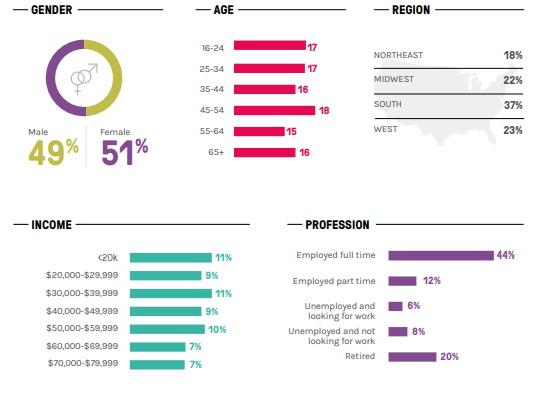 GENDER
Male
49%
Female
51%
AGE
16-24 17
25-34 17
35-44 16
45-54 18
55-64 15
65+ 16
REGION
NORTHEAST 18%
MIDWEST 22%
SOUTH 37%
WEST 23%
INCOME
<20k 11%
$20,000-$29,999 9%
$30,000-$39,999 11%
$40,000-$49,999 9%
$50,000-$59,999 10%
$60,000-$69,999 7%
$70,000-$79,999 7%
PROFESSION
Employed full time 44%
Employed part time 12%
Unemployed and
looking for work 6%
Unemployed and not
looking for work 8%
Retired 20%